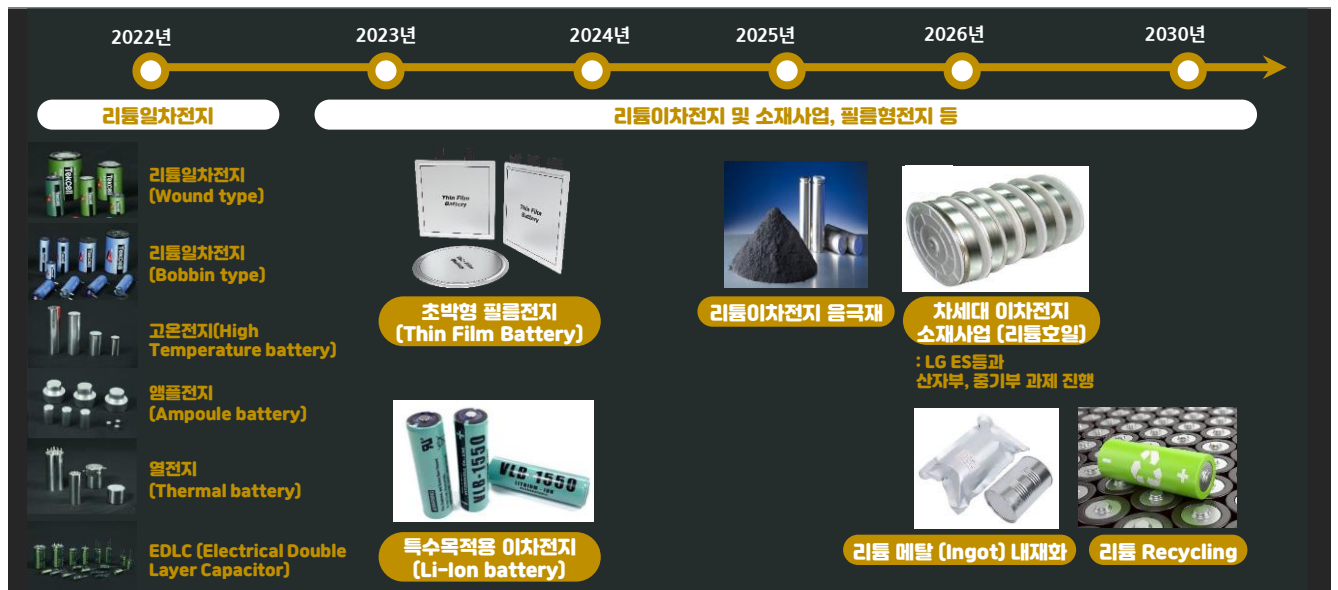 2022년
2023년
2024년
2025년
2026년
2030년
리튬일차전지
리튬이차전지 및 소재사업, 필름형전지 등
리튬일차전지
(Wound type)
리튬일차전지
(Bobbin type)
고온전지(High
Temperature battery)
앰플전지
(Ampoule battery)
열전지
(Thermal battery)
EDLC (Electrical Double
Layer Capacitor)
Tekcell
Tekcell
Thin Film
Battery
Thin Film
Battery
초박형 필름전지
(Thin Film Battery)
VLB-1550
VLB-1550
LITHIUM - ION
특수목적용 이차전지
(Li-Ion battery)
리튬이차전지 음극재
차세대 이차전지
소재사업 (리튬호일)
: LG ES등과
산자부, 중기부 과제 진행
리튬 메탈 (Ingot) 내재화
리튬 Recycling